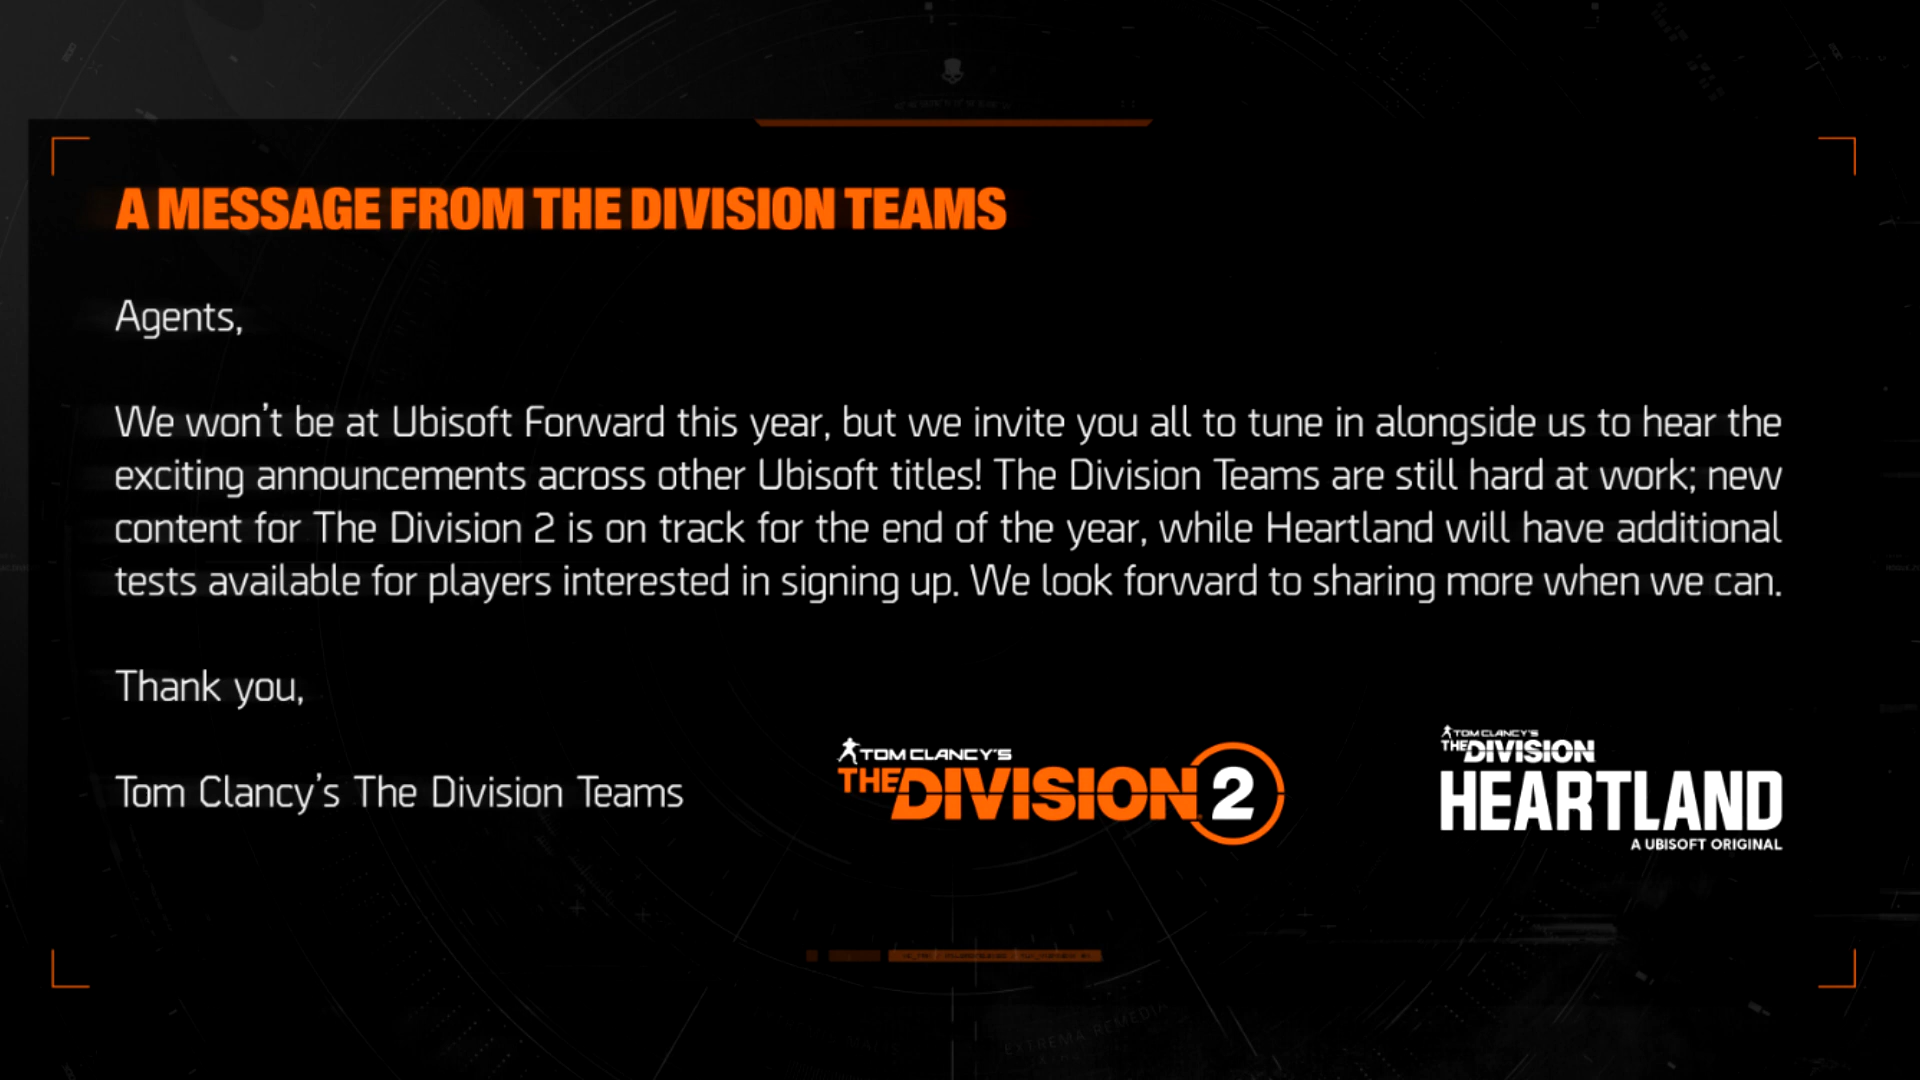 A MESSAGE FROM THE DIVISION TEAMS
Agents,
We won't be at Ubisoft Forward this year, but we invite you all to tune in alongside us to hear the
exciting announcements across other Ubisoft titles! The Division Teams are still hard at work; new
content for The Division 2 is on track for the end of the year, while Heartland will have additional
tests available for players interested in signing up. We look forward to sharing more when we can.
Thank you,
Tom Clancy's The Division Teams
TOM CLANCY'S
THE DIVISION 2
TOM CLANCY'S
THE DIVISION
HEARTLAND
A UBISOFT ORIGINAL
EXTREMA REMEDIA